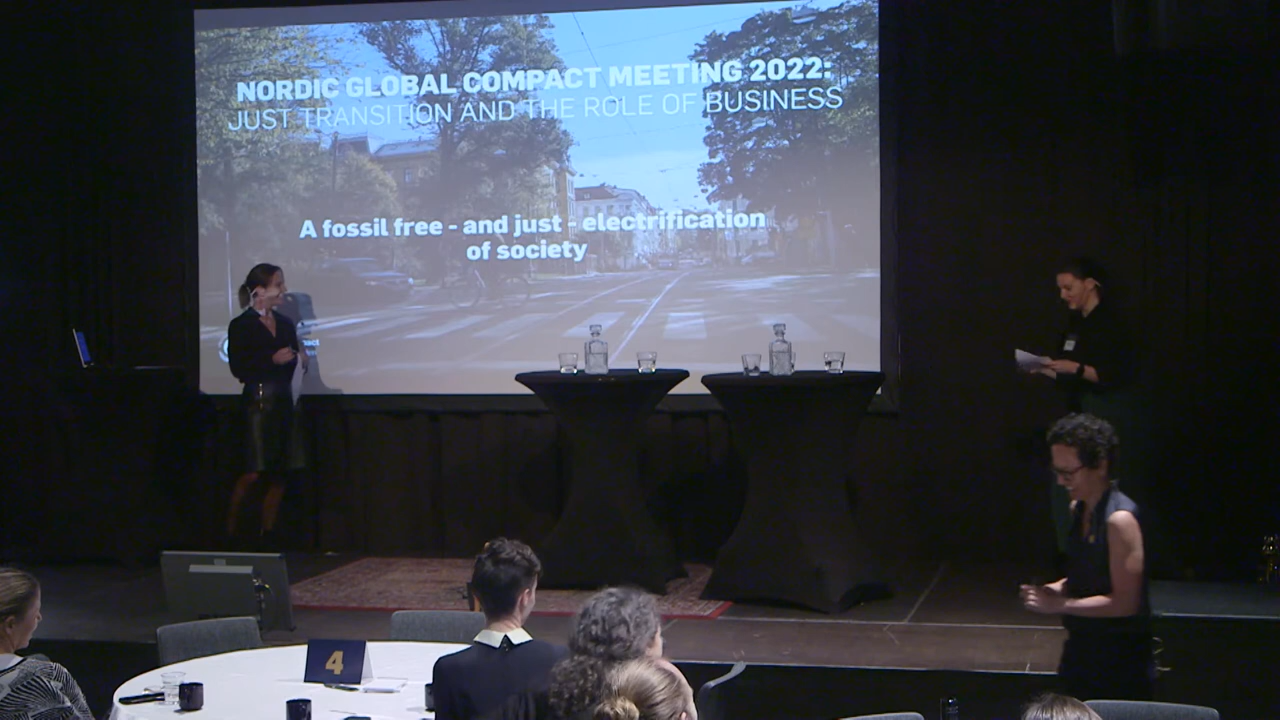 NORDIC GLOBAL COMPACT MEETING 2022:
JUST TRANSITION AND THE ROLE OF BUSINESS
A fossil free - and just - electrification
of society
4